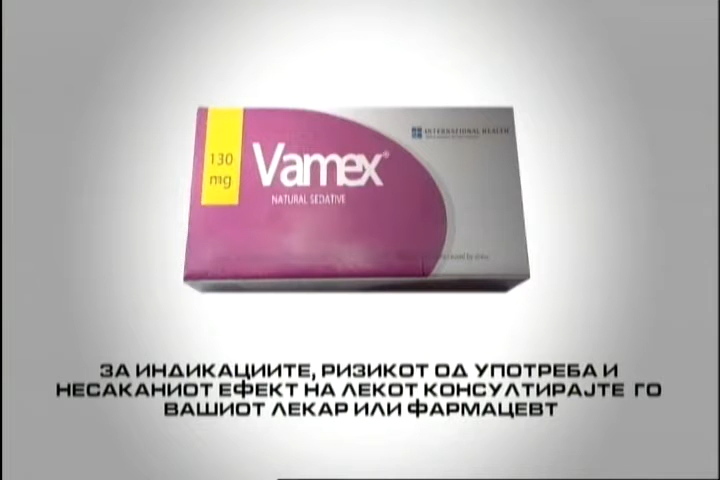 130
mg
Vamex®
NATURAL SEDATIVE
INTERNATIONAL HEALTH
ЗА ИНДИКАЦИИТЕ, РИЗИКОТ ОД УПОТРЕБА И
НЕСАКАНИОТ ЕФЕКТ НА ЛЕКОТ КОНСУЛТИРАЈТЕ ГО
ВАШИОТ ЛЕКАР ИЛИ ФАРМАЦЕВТ